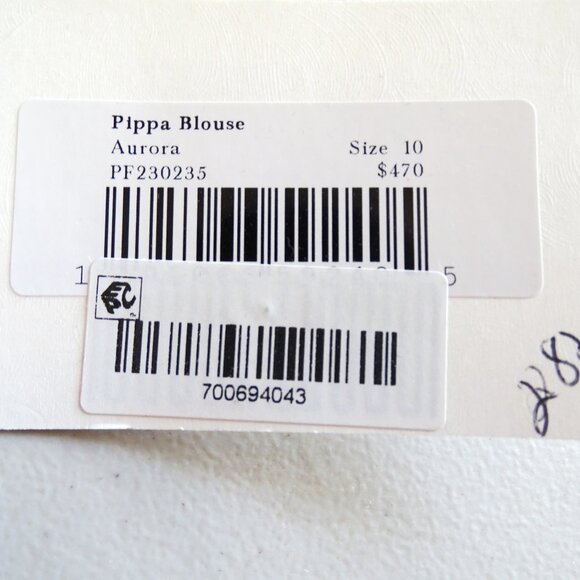 Pippa Blouse
Aurora Size 10
PF230235 $470
700694043